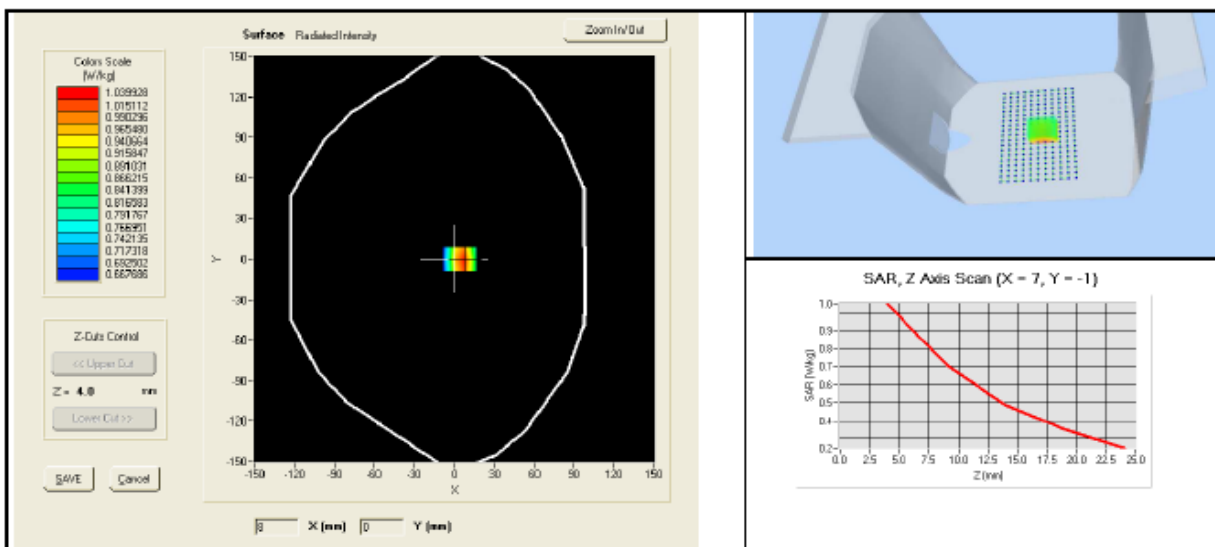 Surface Radiated Intensity
Zoom In/Out
Colors Scale
(W/kg)
1.039928
1.015112
0.990296
0.965480
0.940664
0.915847
0.891031
0.866215
0.841399
0.816583
0.791767
0.766951
0.742135
0.717318
0.692502
0.667686
Z-Cuts Control
<< Upper Cut
Z = 4.0 mm
Lower Cut >>
SAVE Cancel
150
120
90
60
30
0
-30
-60
-90
-120
-150
Y
-150 -120 -90 -60 -30 0 30 60 90 120 150
X
8 X (mm) 0 Y (mm)
SAR, Z Axis Scan (X = 7, Y = -1)
1.0
0.9
0.8
0.7
0.6
0.5
0.4
0.2
SAR (W/kg)
0.0 2.5 5.0 7.5 10.0 12.5 15.0 17.5 20.0 22.5 25.0
Z (mm)